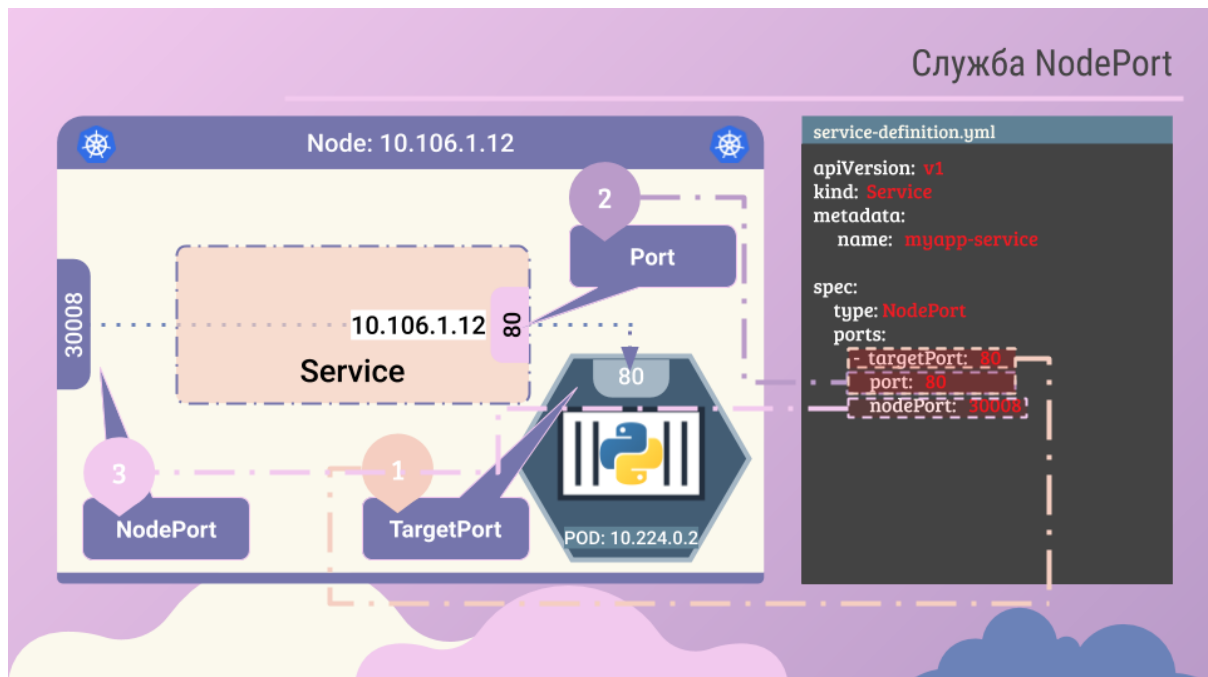 Служба NodePort
Node: 10.106.1.12
2
Port
30008
10.106.1.12
80
Service
80
3
1
NodePort
TargetPort
POD: 10.224.0.2
service-definition.yml
apiVersion: v1
kind: Service
metadata:
name: myapp-service
spec:
type: NodePort
ports:
- targetPort: 80
port: 80
nodePort: 30008